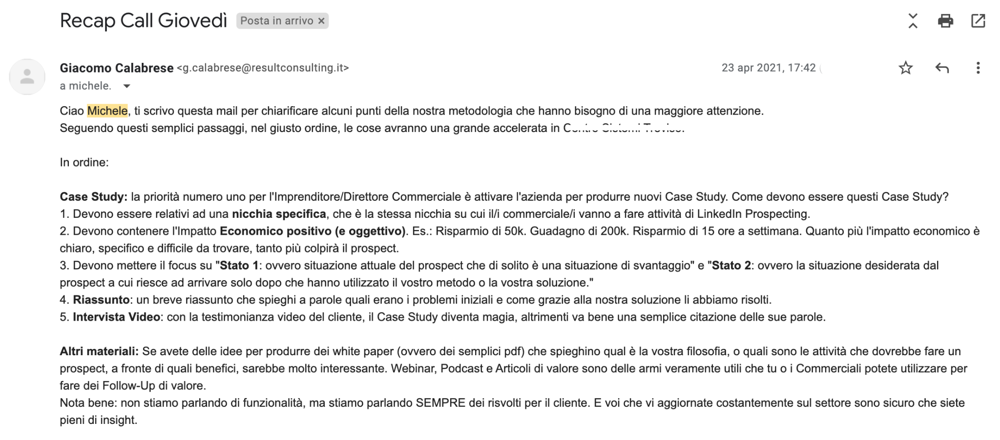 Recap Call Giovedì Posta in arrivo ×
Giacomo Calabrese <g.calabrese@resultconsulting.it> 23 apr 2021, 17:42
a michele.
Ciao Michele, ti scrivo questa mail per chiarificare alcuni punti della nostra metodologia che hanno bisogno di una maggiore attenzione.
Seguendo questi semplici passaggi, nel giusto ordine, le cose avranno una grande accelerata in
In ordine:
Case Study: la priorità numero uno per l'Imprenditore/Direttore Commerciale è attivare l'azienda per produrre nuovi Case Study. Come devono essere questi Case Study?
1. Devono essere relativi ad una nicchia specifica, che è la stessa nicchia su cui il/i commerciale/i vanno a fare attività di LinkedIn Prospecting.
2. Devono contenere l'Impatto Economico positivo (e oggettivo). Es.: Risparmio di 50k. Guadagno di 200k. Risparmio di 15 ore a settimana. Quanto più l'impatto economico è
chiaro, specifico e difficile da trovare, tanto più colpirà il prospect.
3. Devono mettere il focus su "Stato 1: ovvero situazione attuale del prospect che di solito è una situazione di svantaggio" e "Stato 2: ovvero la situazione desiderata dal
prospect a cui riesce ad arrivare solo dopo che hanno utilizzato il vostro metodo o la vostra soluzione."
4. Riassunto: un breve riassunto che spieghi a parole quali erano i problemi iniziali e come grazie alla nostra soluzione li abbiamo risolti.
5. Intervista Video: con la testimonianza video del cliente, il Case Study diventa magia, altrimenti va bene una semplice citazione delle sue parole.
Altri materiali: Se avete delle idee per produrre dei white paper (ovvero dei semplici pdf) che spieghino qual è la vostra filosofia, o quali sono le attività che dovrebbe fare un
prospect, a fronte di quali benefici, sarebbe molto interessante. Webinar, Podcast e Articoli di valore sono delle armi veramente utili che tu o i Commerciali potete utilizzare per
fare dei Follow-Up di valore.
Nota bene: non stiamo parlando di funzionalità, ma stiamo parlando SEMPRE dei risvolti per il cliente. E voi che vi aggiornate costantemente sul settore sono sicuro che siete
pieni di insight.